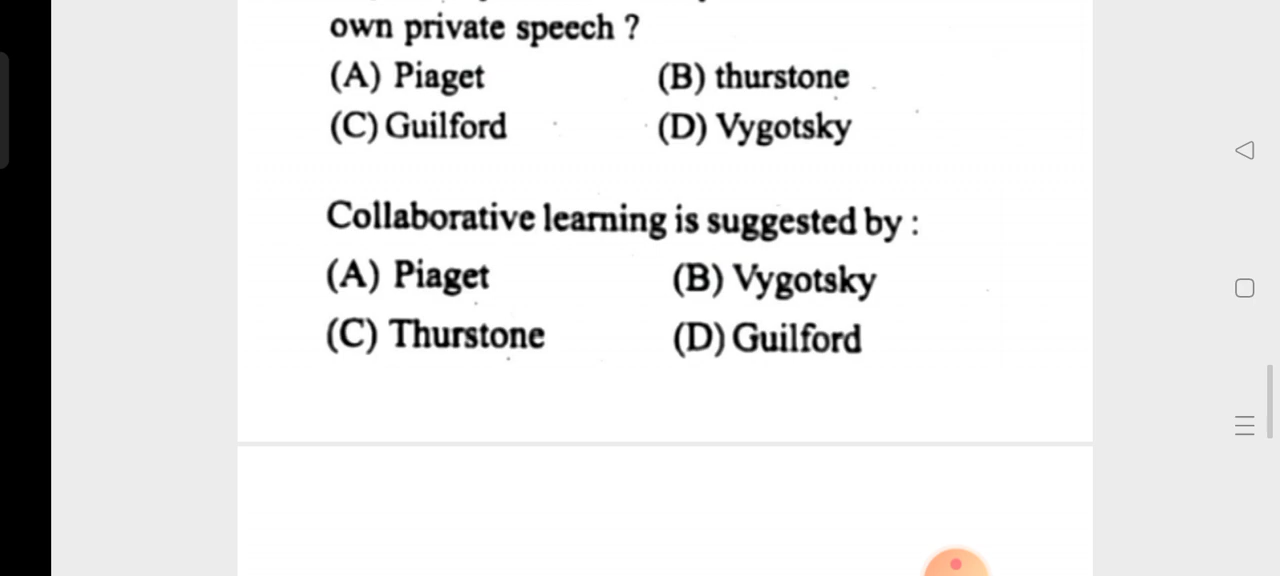 own private speech ?
(A) Piaget (B) thurstone
(C) Guilford (D) Vygotsky
Collaborative learning is suggested by :
(A) Piaget (B) Vygotsky
(C) Thurstone (D) Guilford